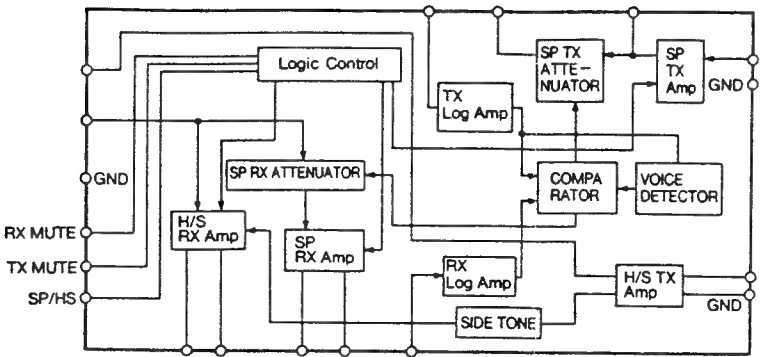 Logic Control
SP TX
ATTE-
NUATOR
SP
TX
Amp
GND
TX
Log Amp
SP RX ATTENUATOR
COMPA
RATOR
VOICE
DETECTOR
GND
H/S
RX Amp
SP
RX Amp
RX MUTE
TX MUTE
SP/HS
RX
Log Amp
H/S TX
Amp
GND
SIDE TONE